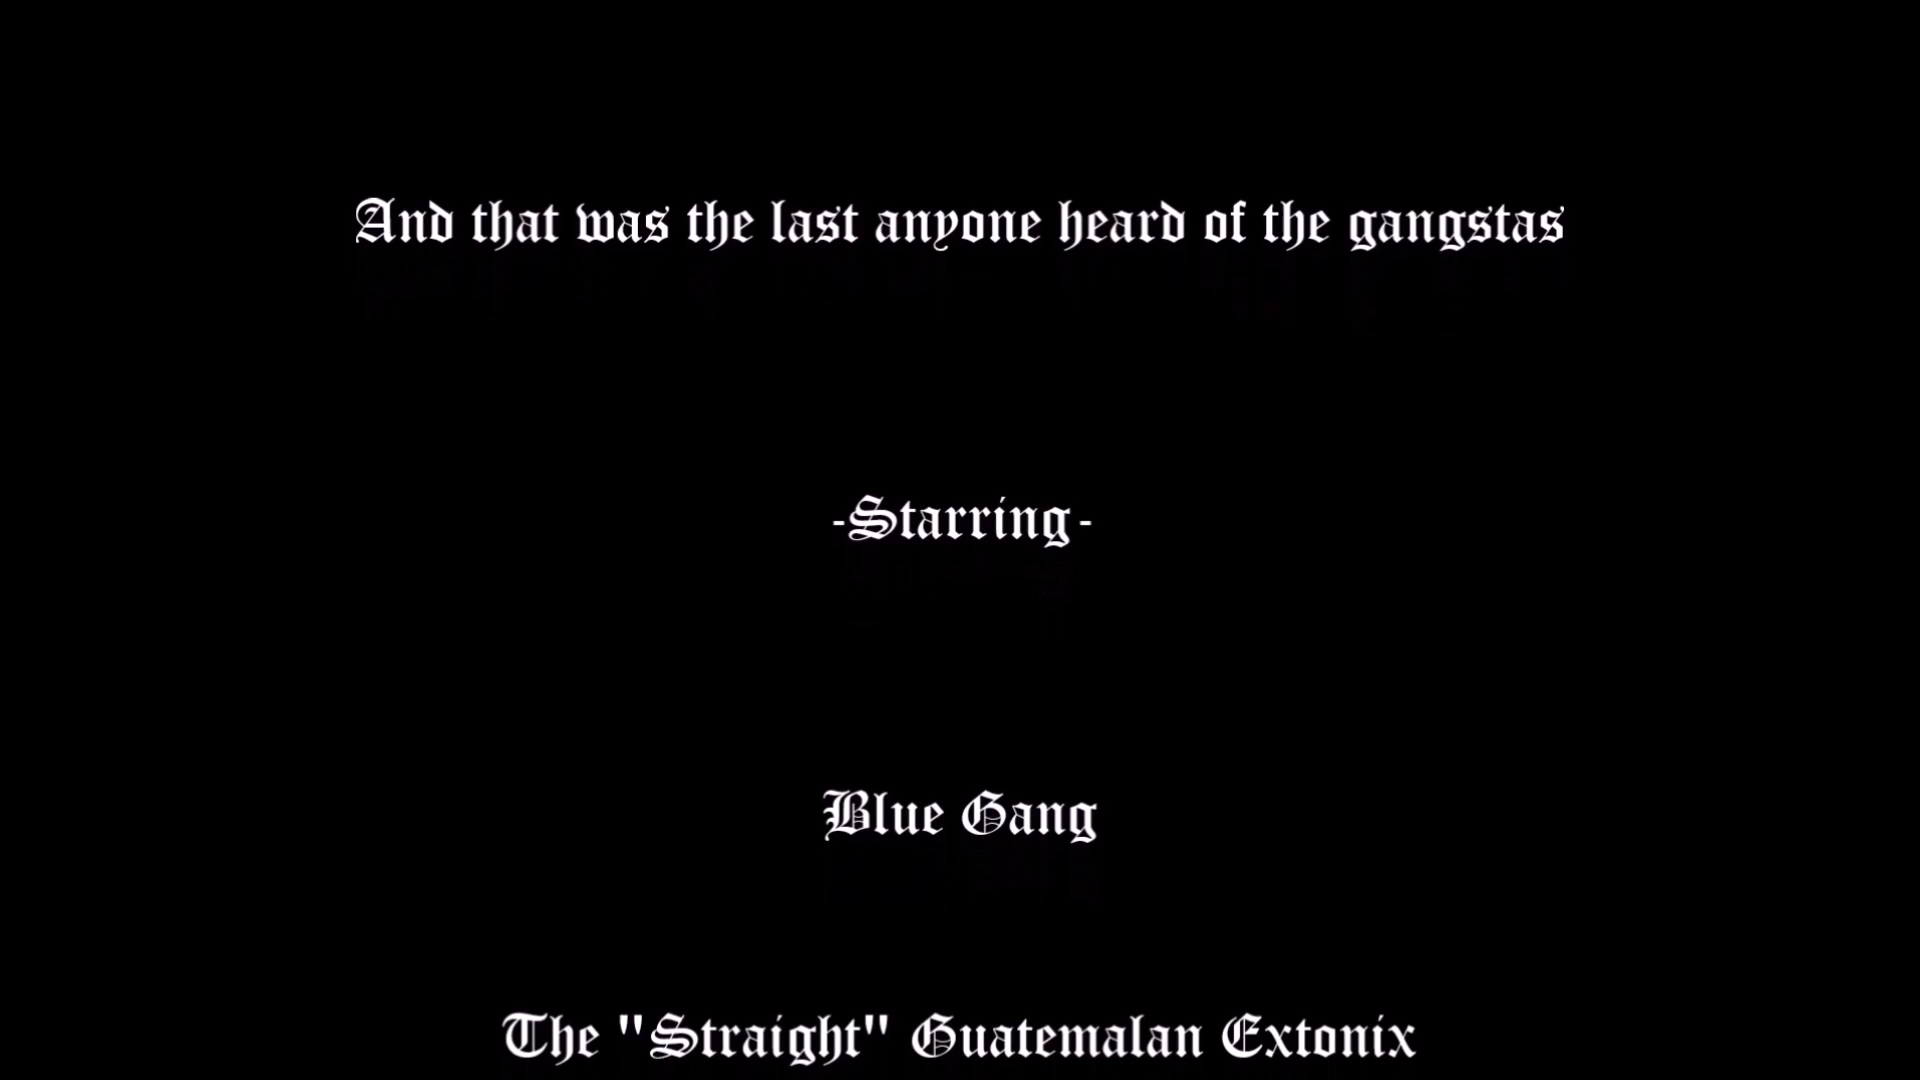 And that was the last anyone heard of the gangstas
-Starring-
Blue Gang
The "Straight" Guatemalan Extonix